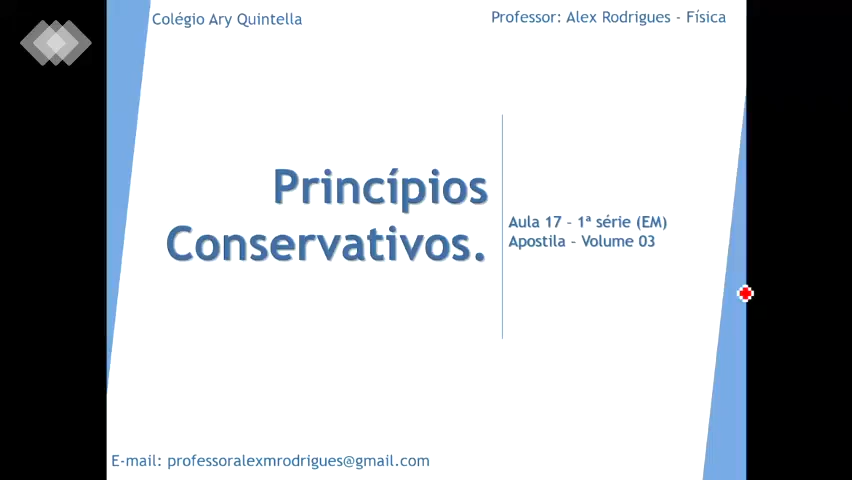 Colégio Ary Quintella
Professor: Alex Rodrigues - Física
Princípios
Conservativos.
Aula 17 - 1ª série (EM)
Apostila - Volume 03
E-mail: professoralexmrodrigues@gmail.com